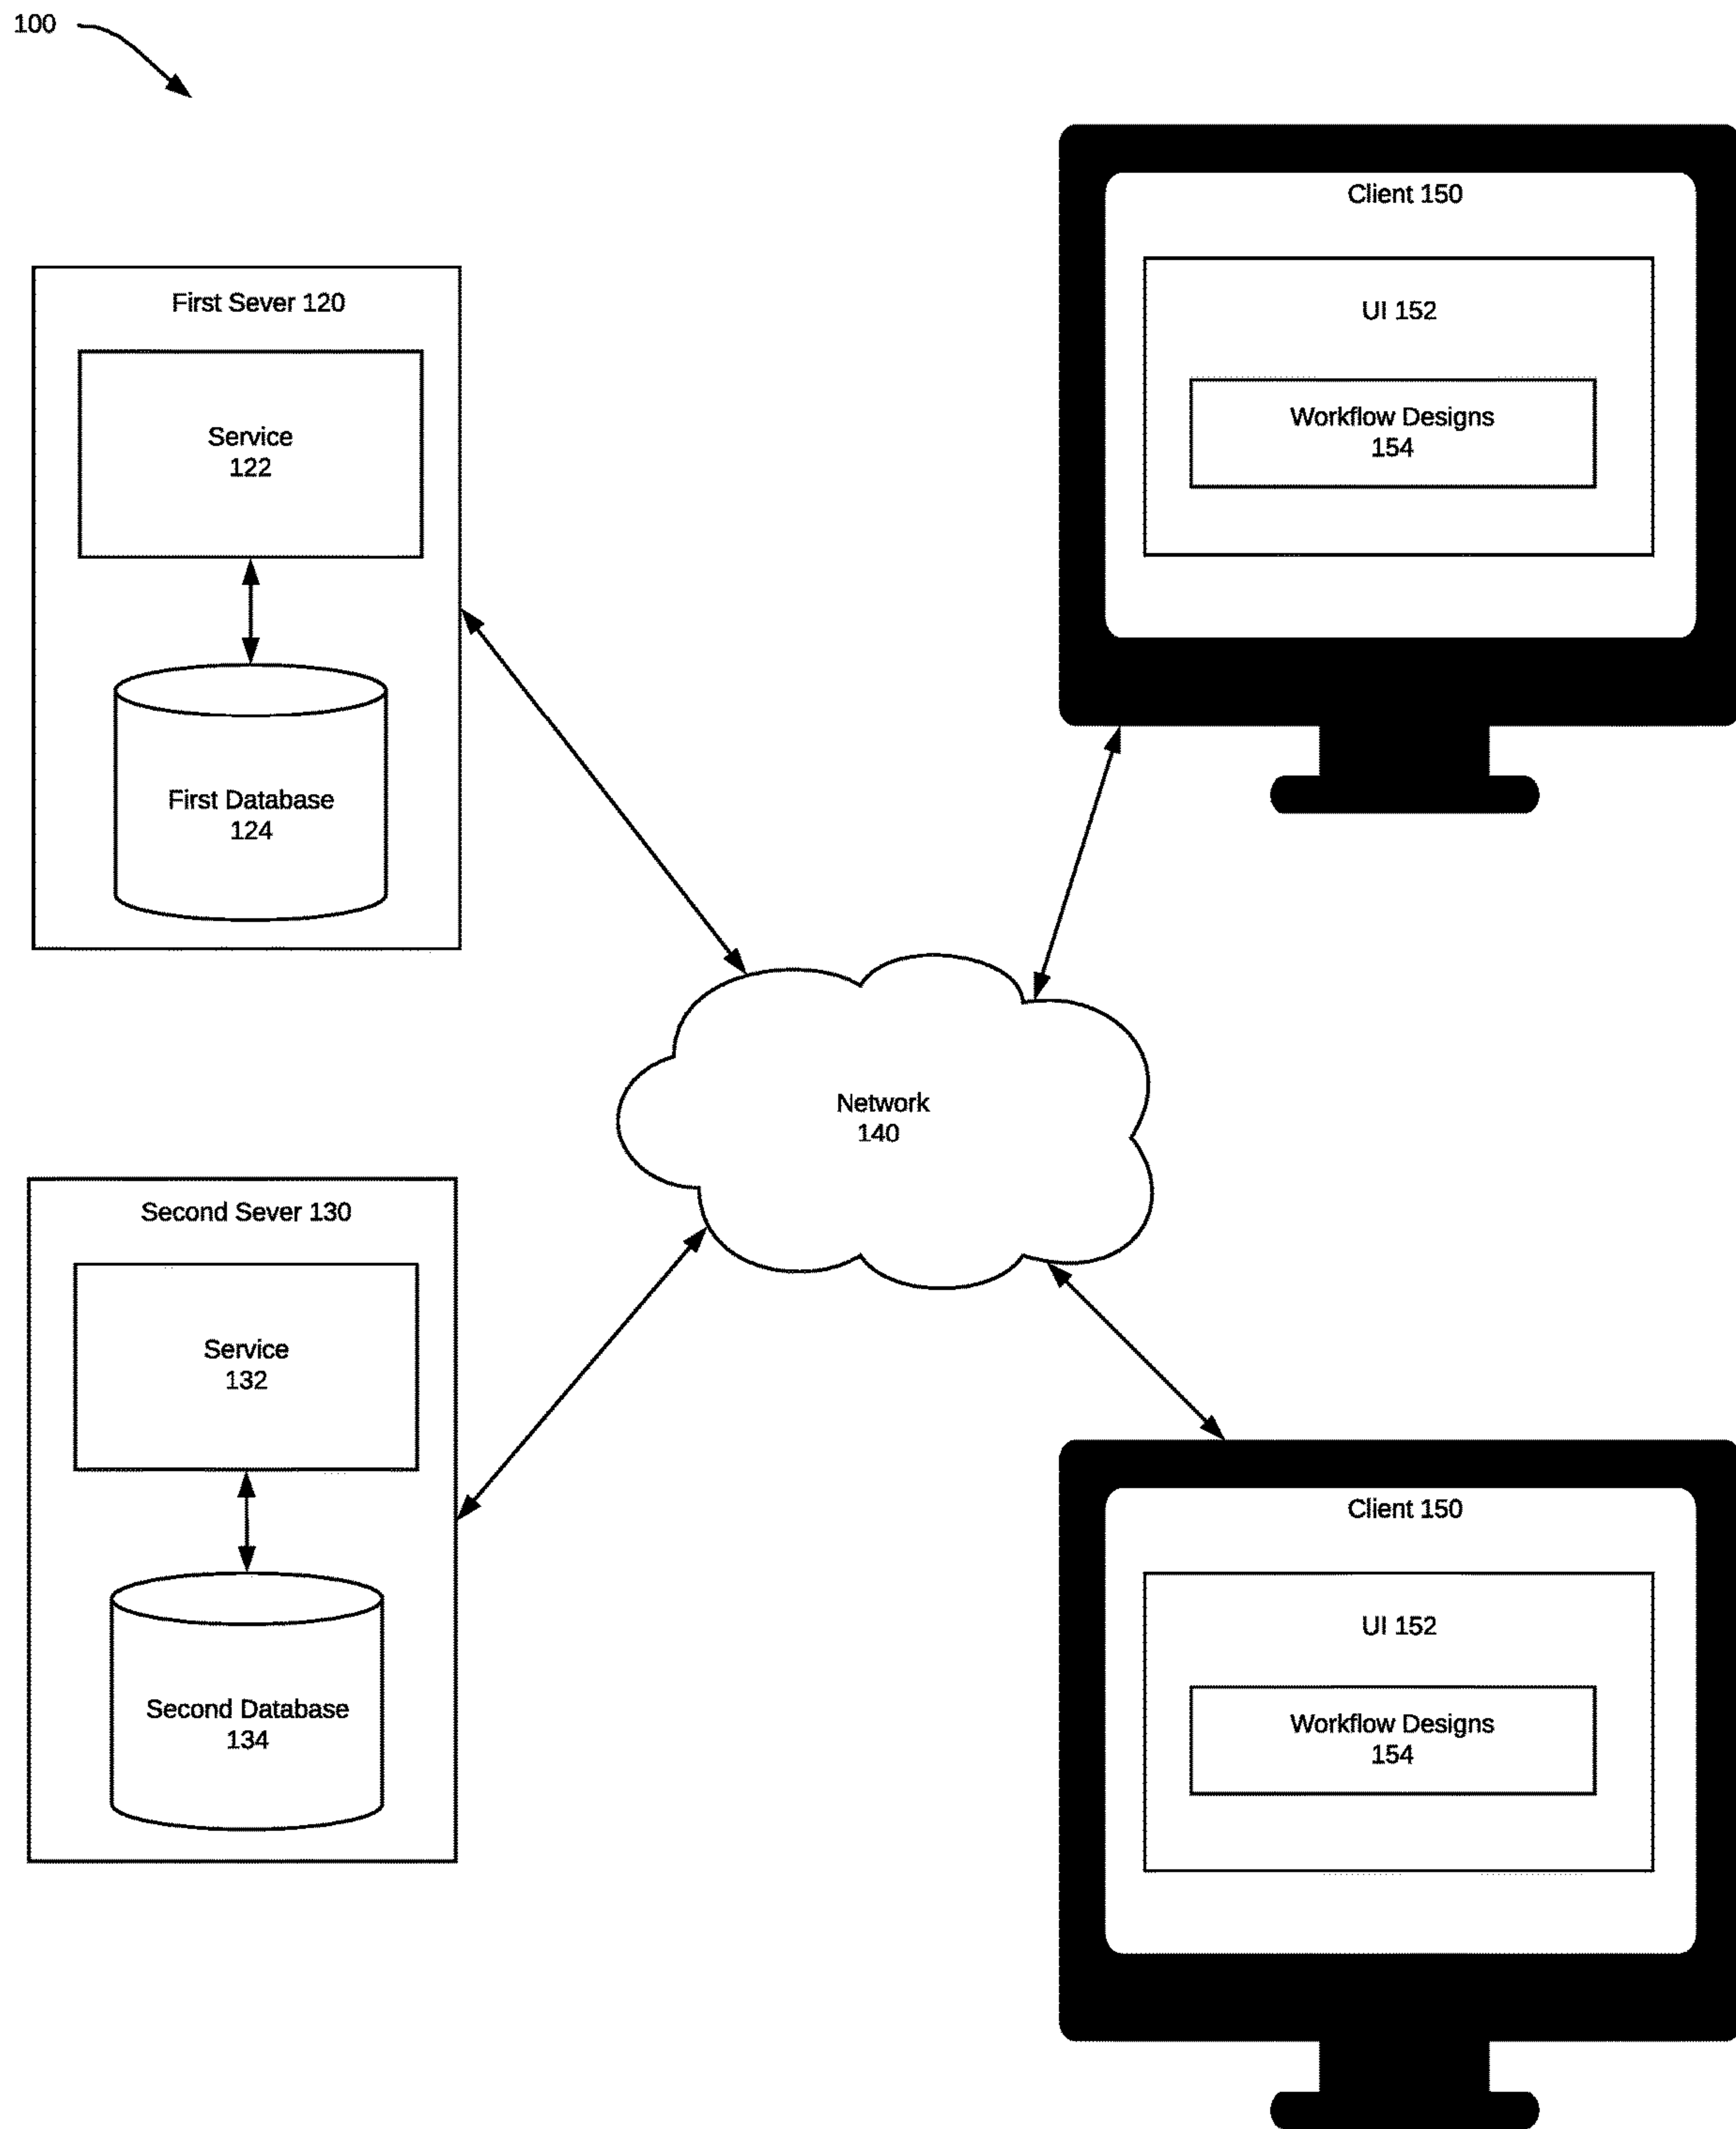 100
First Sever 120
Service
122
First Database
124
Second Sever 130
Service
132
Second Database
134
Network
140
Client 150
UI 152
Workflow Designs
154
Client 150
UI 152
Workflow Designs
154